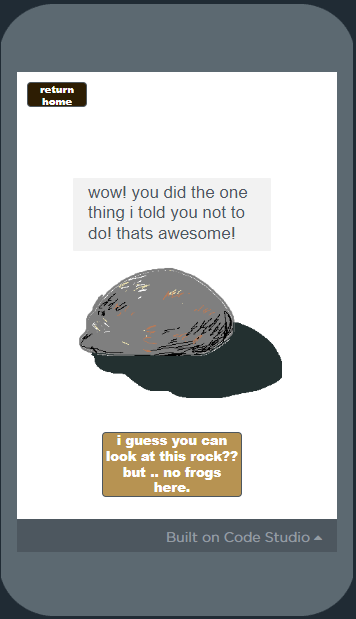 return
home
wow! you did the one
thing i told you not to
do! thats awesome!
i guess you can
look at this rock??
but .. no frogs
here.
Built on Code Studio